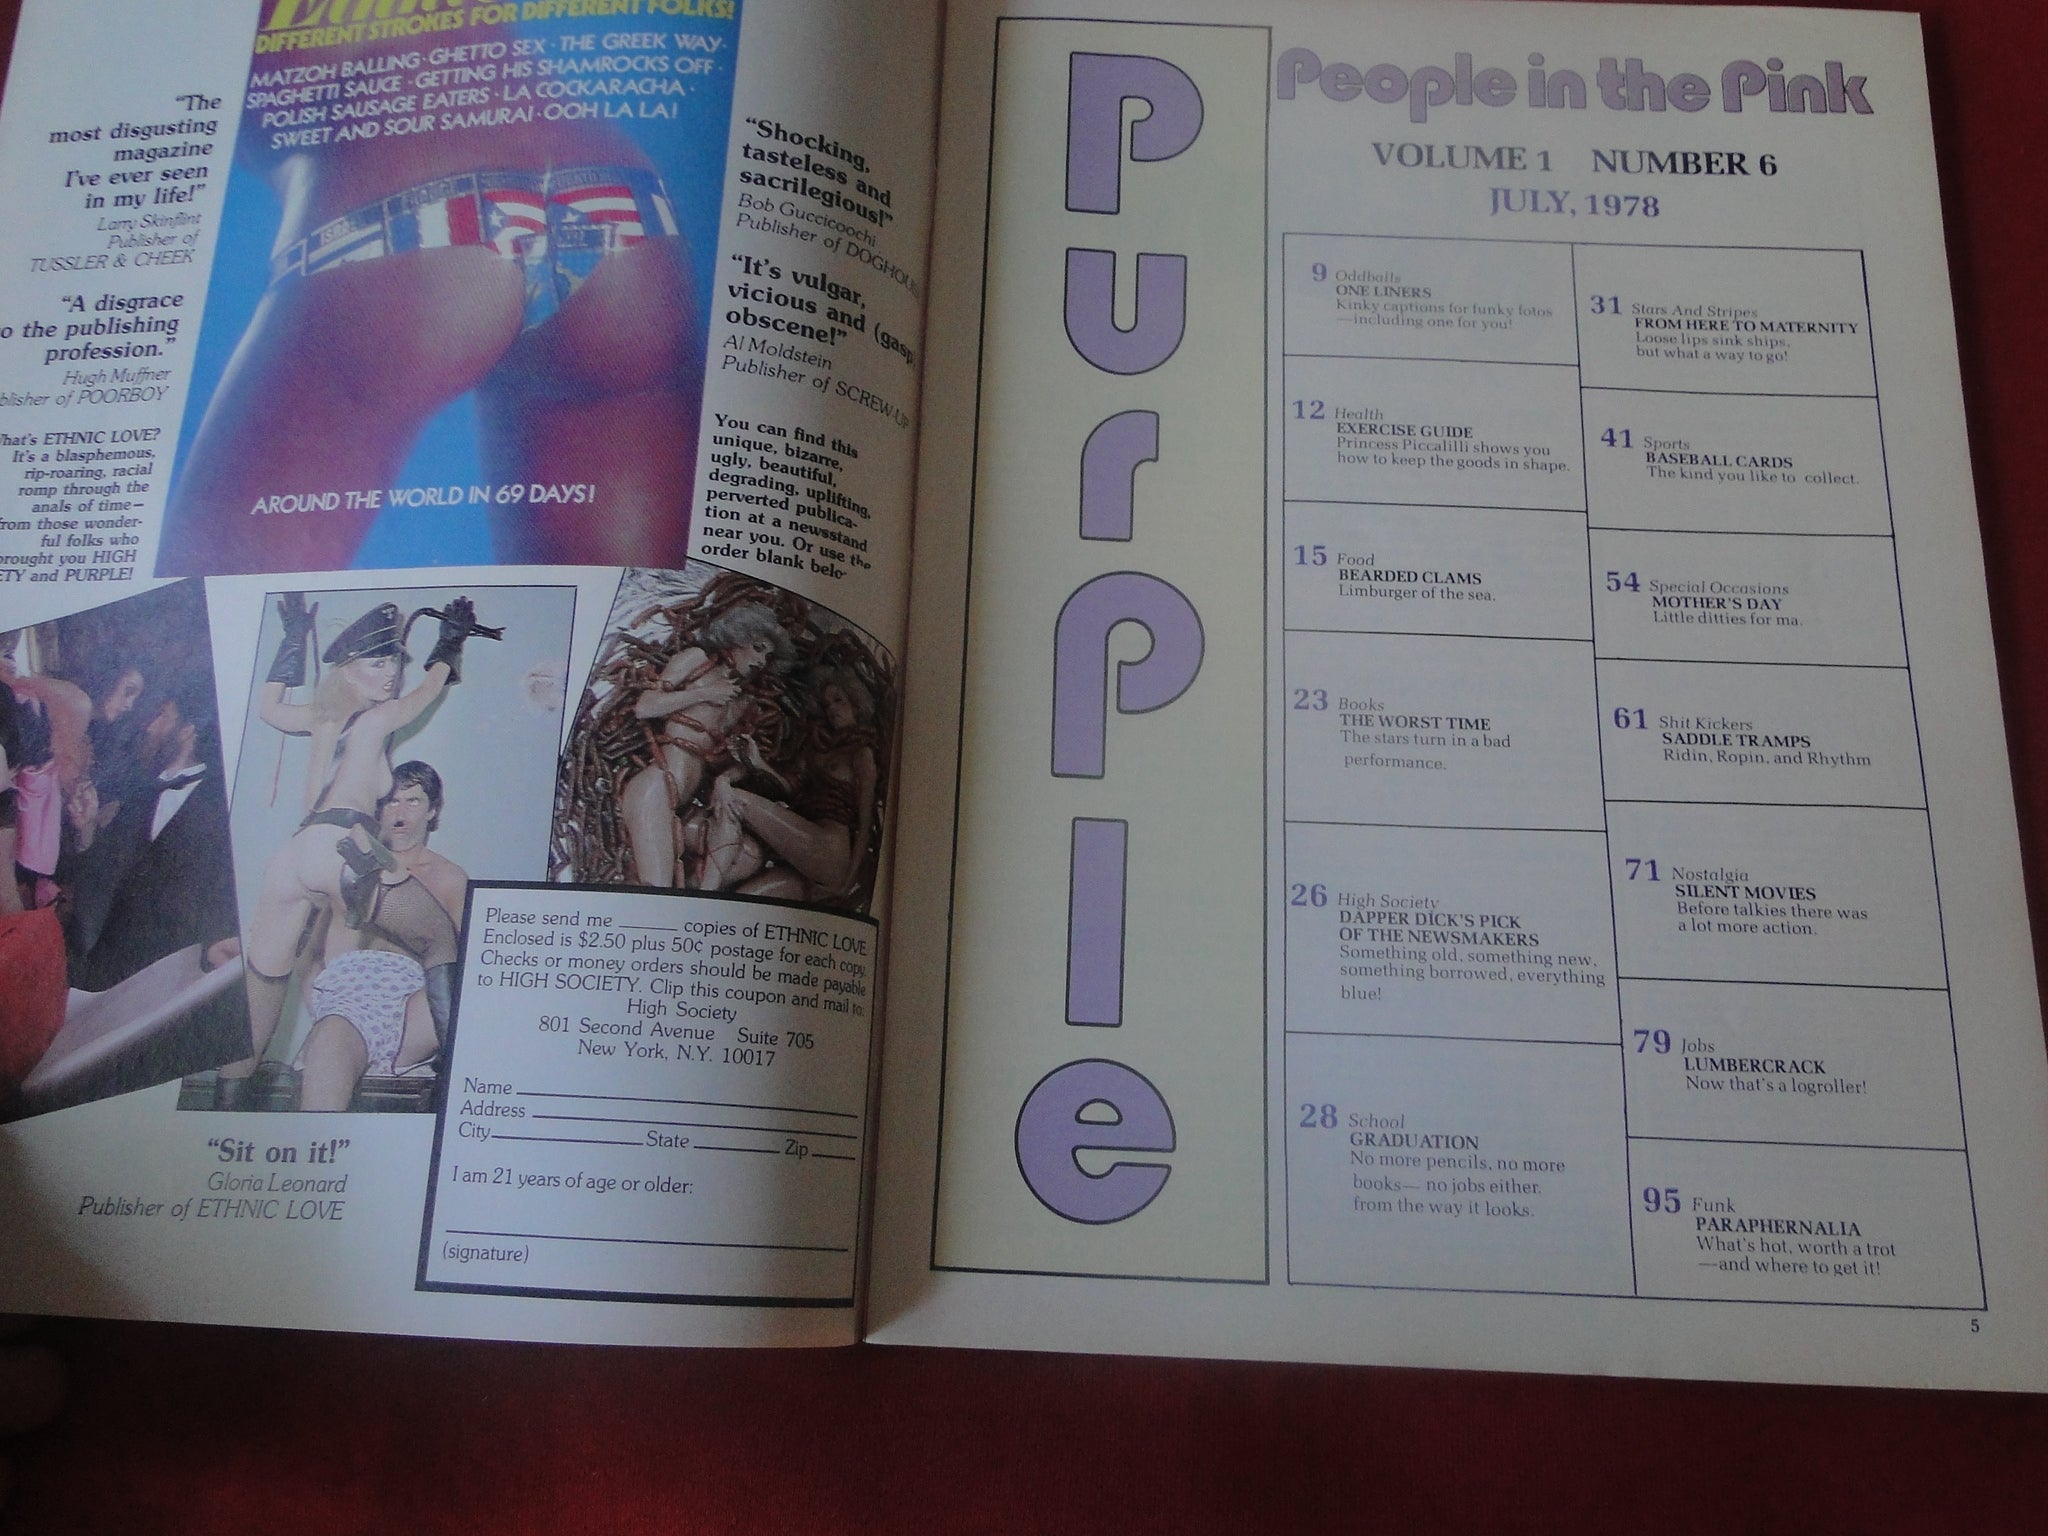 DIFFERENT STROKES FOR DIFFERENT FOLKS!
MATZOH BALLING · GHETTO SEX · THE GREEK WAY ·
SPAGHETTI SAUCE · GETTING HIS SHAMROCKS OFF ·
POLISH SAUSAGE EATERS · LA COCKARACHA ·
SWEET AND SOUR SAMURAI · OOH LA LA!
AROUND THE WORLD IN 69 DAYS!
"The
most disgusting
magazine
I've ever seen
in my life!"
Larry Skinflint
Publisher of
TUSSLER & CHEEK
"A disgrace
to the publishing
profession."
Hugh Muffner
Publisher of POORBOY
What's ETHNIC LOVE?
It's a blasphemous,
rip-roaring, racial
romp through the
anals of time—
from those wonder-
ful folks who
brought you HIGH
SOCIETY and PURPLE!
"Shocking,
tasteless and
sacrilegious!"
Bob Guccicoochi
Publisher of DOGHOUSE
"It's vulgar,
vicious and (gasp)
obscene!"
Al Moldstein
Publisher of SCREW-UP
You can find this
unique, bizarre,
ugly, beautiful,
degrading, uplifting,
perverted publica-
tion at a newsstand
near you. Or use the
order blank below
"Sit on it!"
Gloria Leonard
Publisher of ETHNIC LOVE
Please send me ______ copies of ETHNIC LOVE
Enclosed is $2.50 plus 50¢ postage for each copy.
Checks or money orders should be made payable
to HIGH SOCIETY. Clip this coupon and mail to:
High Society
801 Second Avenue Suite 705
New York, N.Y. 10017
Name
Address
City State Zip
I am 21 years of age or older:
(signature)
Purple
People in the Pink
VOLUME 1 NUMBER 6
JULY, 1978
9 Oddballs
ONE LINERS
Kinky captions for funky fotos
—including one for you!
12 Health
EXERCISE GUIDE
Princess Piccalilli shows you
how to keep the goods in shape.
15 Food
BEARDED CLAMS
Limburger of the sea.
23 Books
THE WORST TIME
The stars turn in a bad
performance.
26 High Society
DAPPER DICK'S PICK
OF THE NEWSMAKERS
Something old, something new,
something borrowed, everything
blue!
28 School
GRADUATION
No more pencils, no more
books— no jobs either.
from the way it looks.
31 Stars And Stripes
FROM HERE TO MATERNITY
Loose lips sink ships,
but what a way to go!
41 Sports
BASEBALL CARDS
The kind you like to collect.
54 Special Occasions
MOTHER'S DAY
Little ditties for ma.
61 Shit Kickers
SADDLE TRAMPS
Ridin, Ropin, and Rhythm
71 Nostalgia
SILENT MOVIES
Before talkies there was
a lot more action.
79 Jobs
LUMBERCRACK
Now that's a logroller!
95 Funk
PARAPHERNALIA
What's hot, worth a trot
—and where to get it!
5